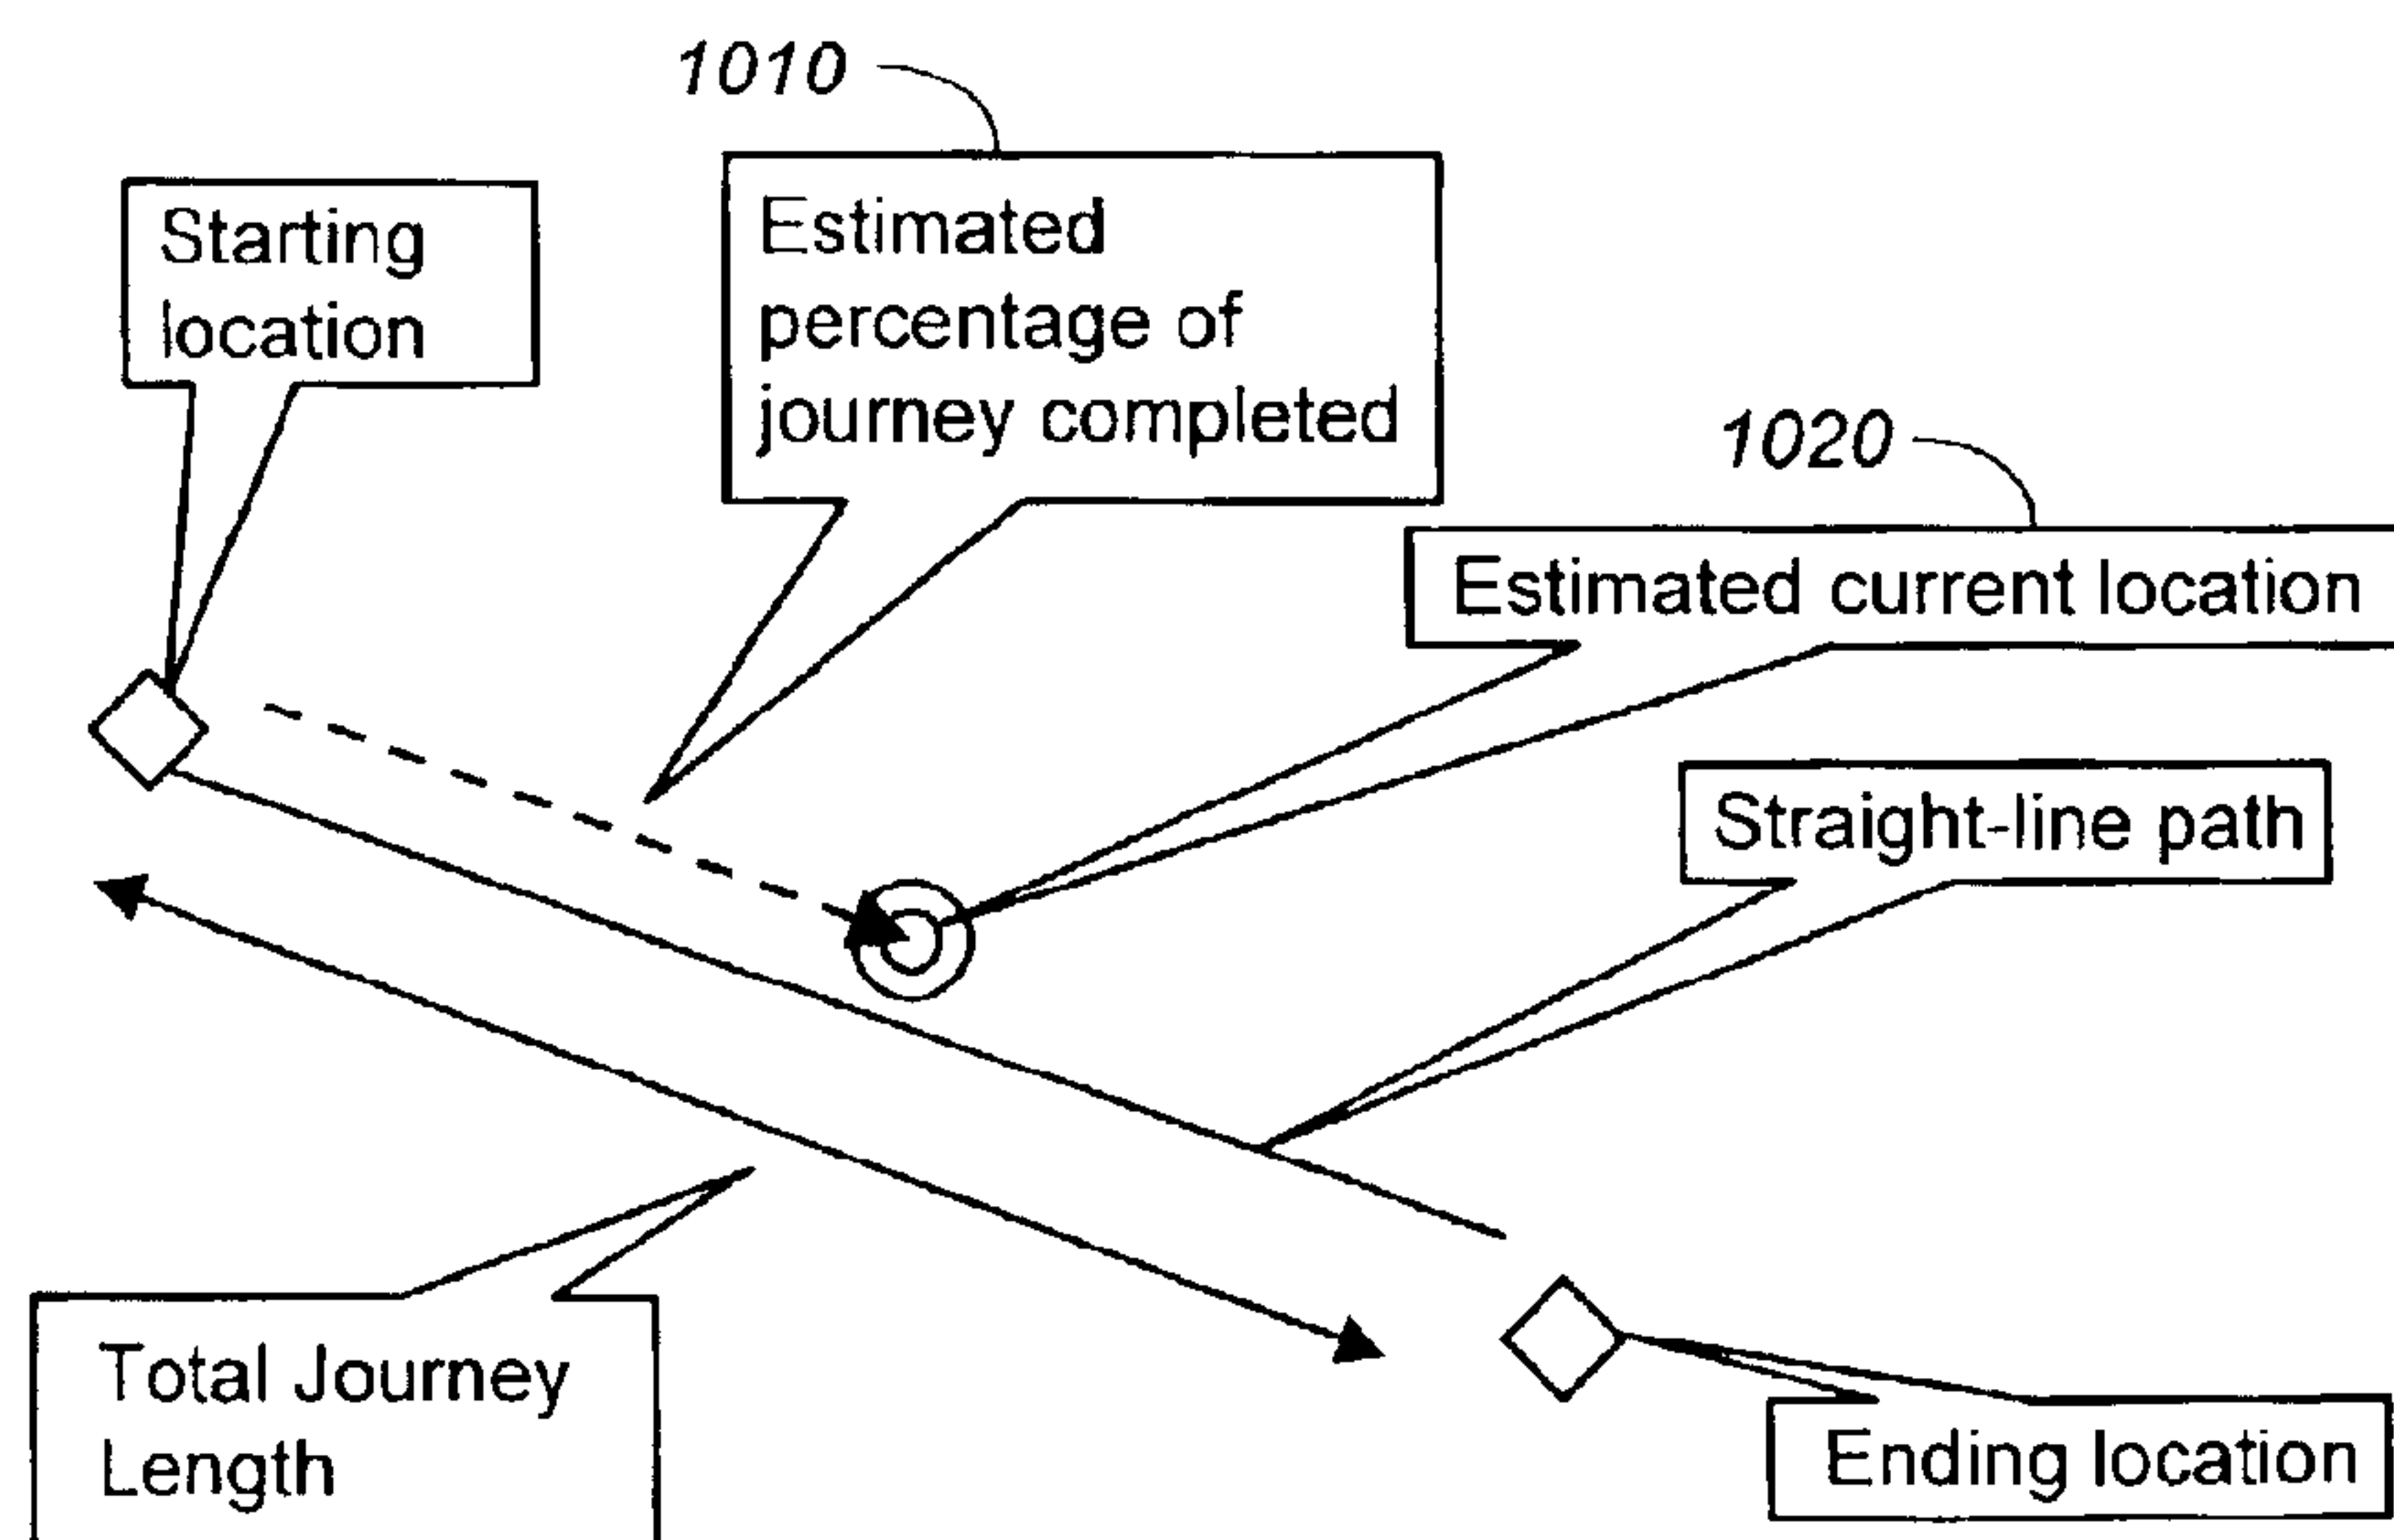 1010
Starting
location
Estimated
percentage of
journey completed
1020
Estimated current location
Straight-line path
Total Journey
Length
Ending location